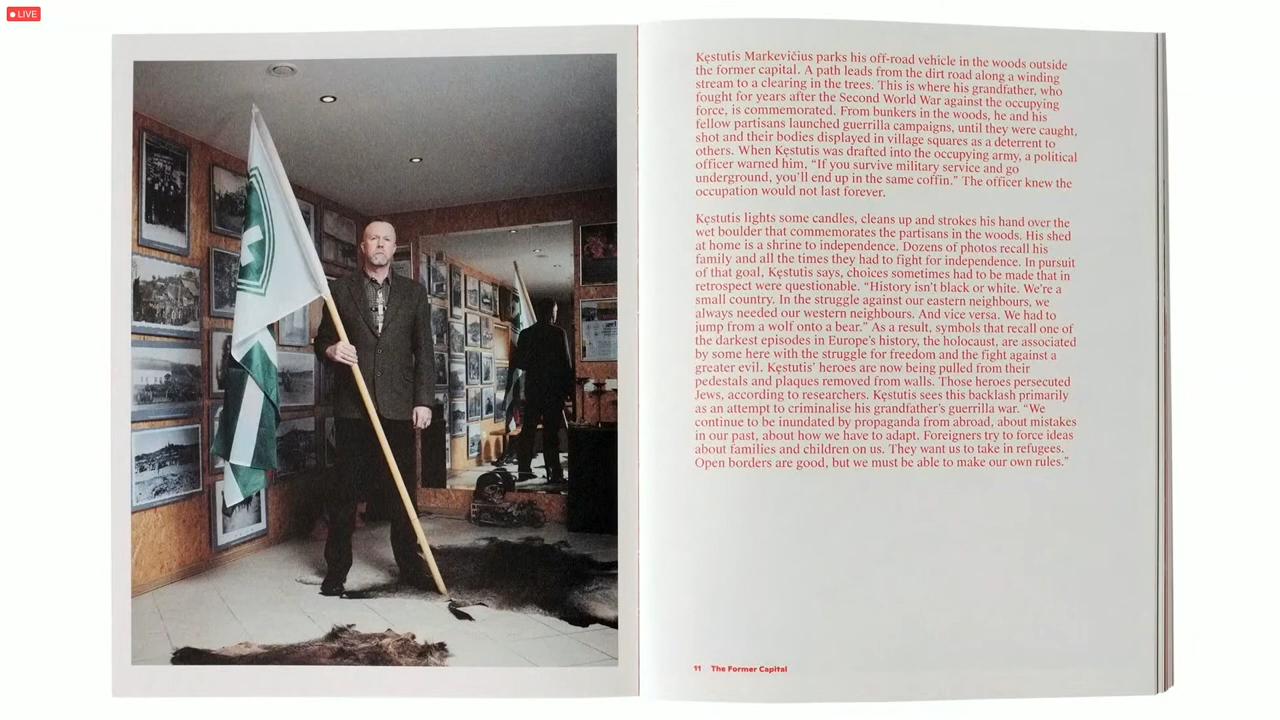 LIVE
Kęstutis Markevičius parks his off-road vehicle in the woods outside
the former capital. A path leads from the dirt road along a winding
stream to a clearing in the trees. This is where his grandfather, who
fought for years after the Second World War against the occupying
force, is commemorated. From bunkers in the woods, he and his
fellow partisans launched guerrilla campaigns, until they were caught,
shot and their bodies displayed in village squares as a deterrent to
others. When Kęstutis was drafted into the occupying army, a political
officer warned him, “If you survive military service and go
underground, you’ll end up in the same coffin.” The officer knew the
occupation would not last forever.
Kęstutis lights some candles, cleans up and strokes his hand over the
wet boulder that commemorates the partisans in the woods. His shed
at home is a shrine to independence. Dozens of photos recall his
family and all the times they had to fight for independence. In pursuit
of that goal, Kęstutis says, choices sometimes had to be made that in
retrospect were questionable. “History isn’t black or white. We’re a
small country. In the struggle against our eastern neighbours, we
always needed our western neighbours. And vice versa. We had to
jump from a wolf onto a bear.” As a result, symbols that recall one of
the darkest episodes in Europe’s history, the holocaust, are associated
by some here with the struggle for freedom and the fight against a
greater evil. Kęstutis’ heroes are now being pulled from their
pedestals and plaques removed from walls. Those heroes persecuted
Jews, according to researchers. Kęstutis sees this backlash primarily
as an attempt to criminalise his grandfather’s guerrilla war. “We
continue to be inundated by propaganda from abroad, about mistakes
in our past, about how we have to adapt. Foreigners try to force ideas
about families and children on us. They want us to take in refugees.
Open borders are good, but we must be able to make our own rules.”
11 The Former Capital